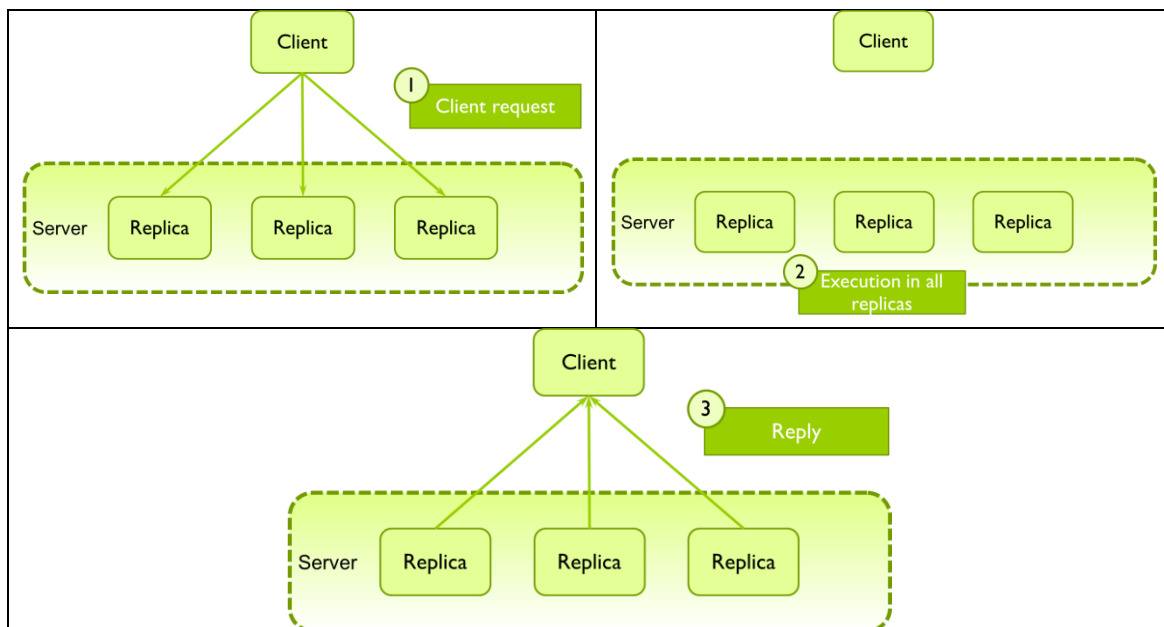 Client
1
Client request
Server
Replica
Replica
Replica
Client
Server
Replica
Replica
Replica
2
Execution in all
replicas
Client
3
Reply
Server
Replica
Replica
Replica